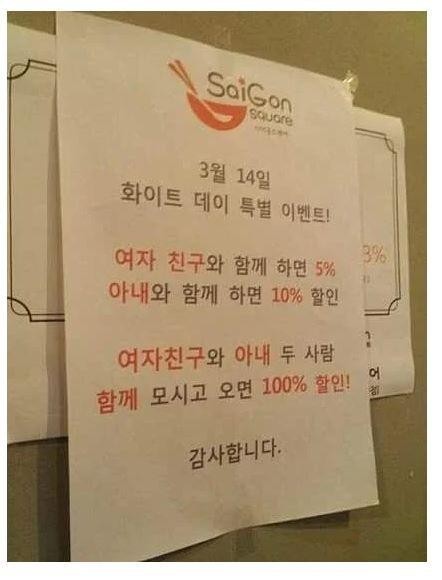 SaiGon
square
3월 14일
화이트 데이 특별 이벤트!
여자 친구와 함께 하면 5%
아내와 함께 하면 10% 할인
여자친구와 아내 두 사람
함께 모시고 오면 100% 할인!
감사합니다.
3%
어